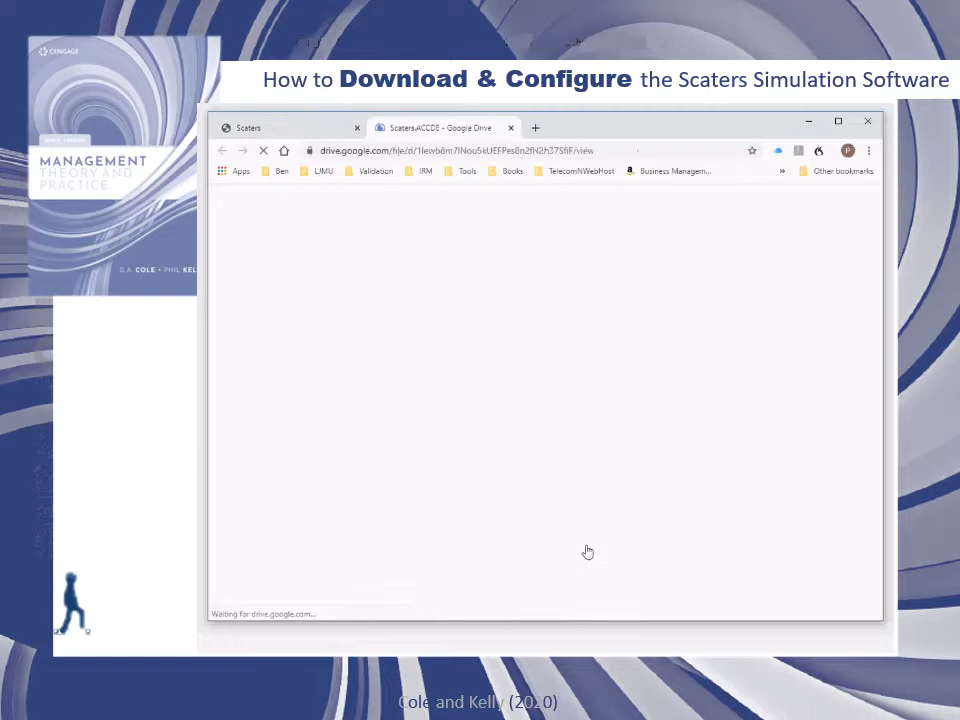 CENGAGE
How to Download & Configure the Scaters Simulation Software
MANAGEMENT
THEORY AND
PRACTICE
G.A. COLE • PHIL KEL
Scaters
Scaters.ACCDE - Google Drive
Apps Ben LJMU Validation IRM Tools Books TelecomNWebHost Business Managem... » Other bookmarks
P
Waiting for drive.google.com...
Cole and Kelly (2020)